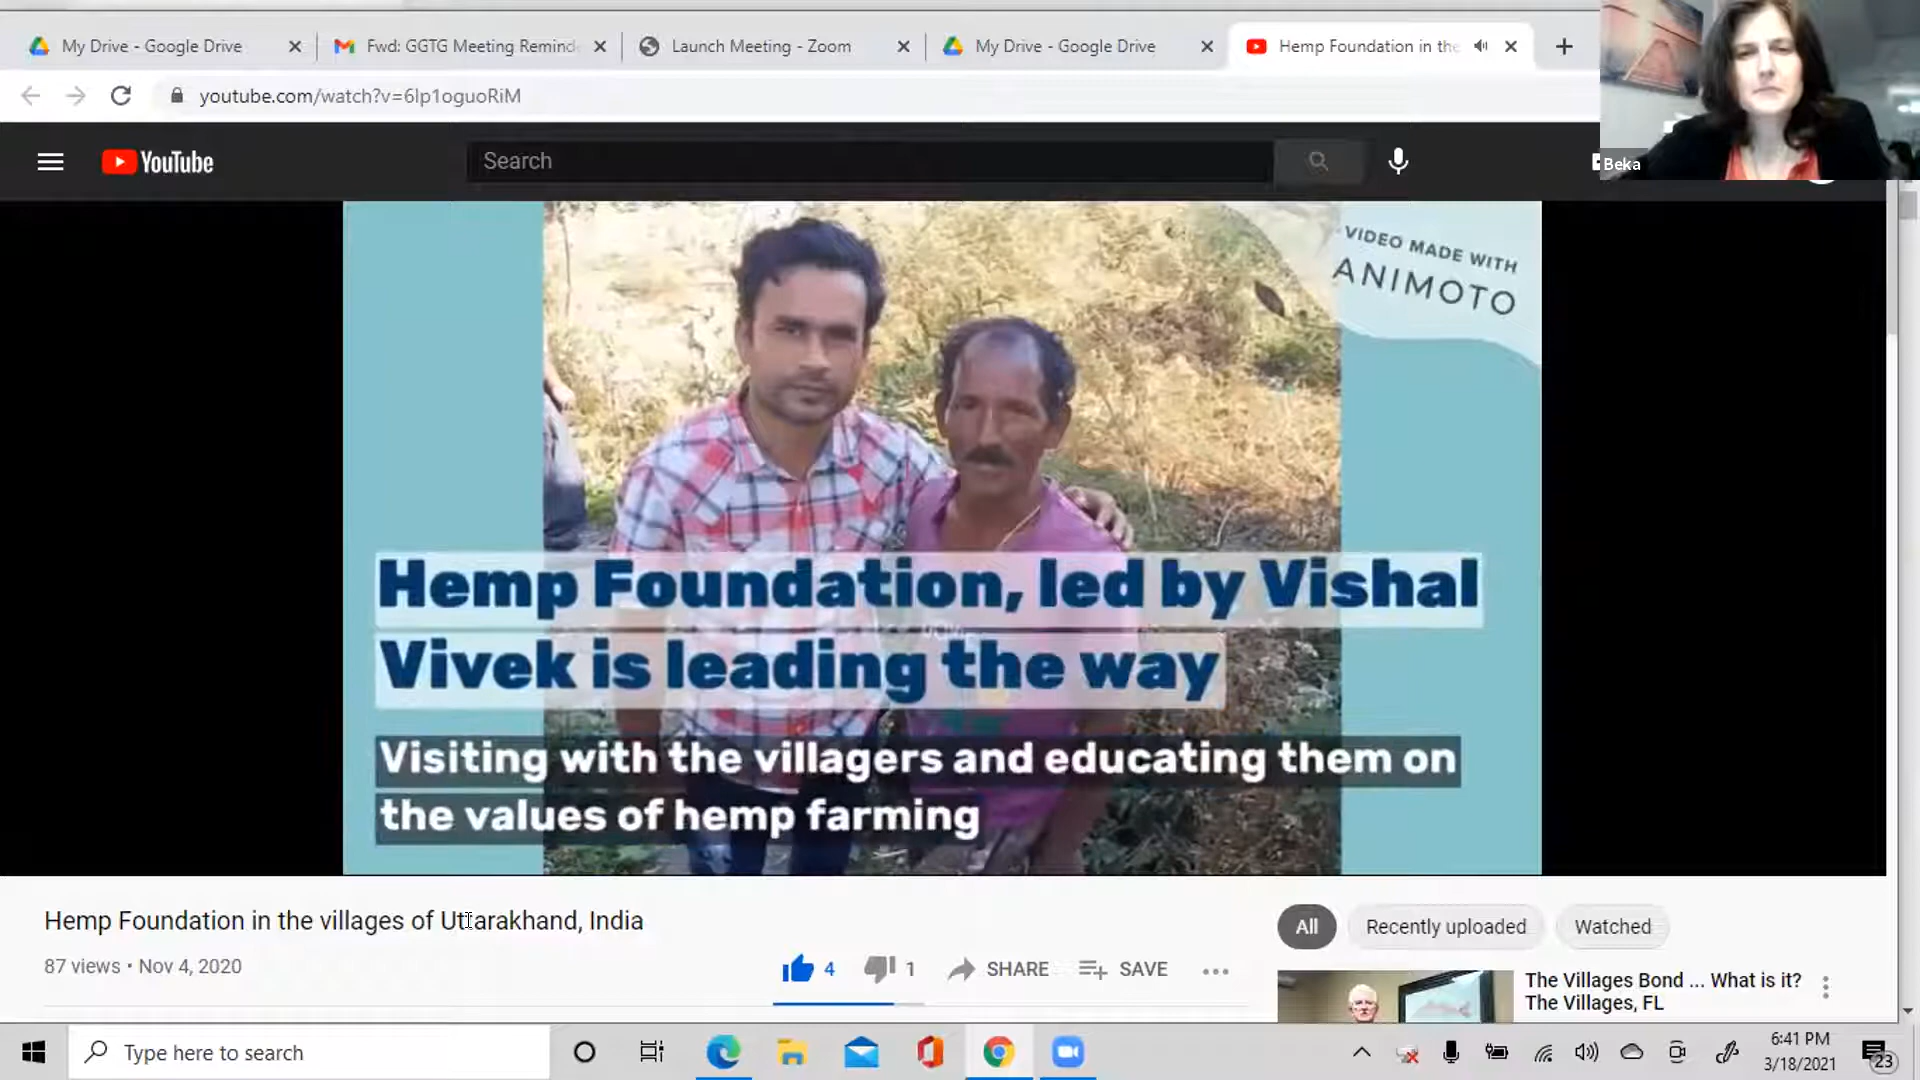 My Drive - Google Drive
Fwd: GGTG Meeting Remind
Launch Meeting - Zoom
My Drive - Google Drive
Hemp Foundation in the
youtube.com/watch?v=6lp1oguoRiM
Beka
YouTube
Search
VIDEO MADE WITH
ANIMOTO
Hemp Foundation, led by Vishal
Vivek is leading the way
Visiting with the villagers and educating them on
the values of hemp farming
Hemp Foundation in the villages of Uttarakhand, India
87 views • Nov 4, 2020
4
1
SHARE
SAVE
All
Recently uploaded
Watched
The Villages Bond ... What is it?
The Villages, FL
Type here to search
6:41 PM
3/18/2021
23